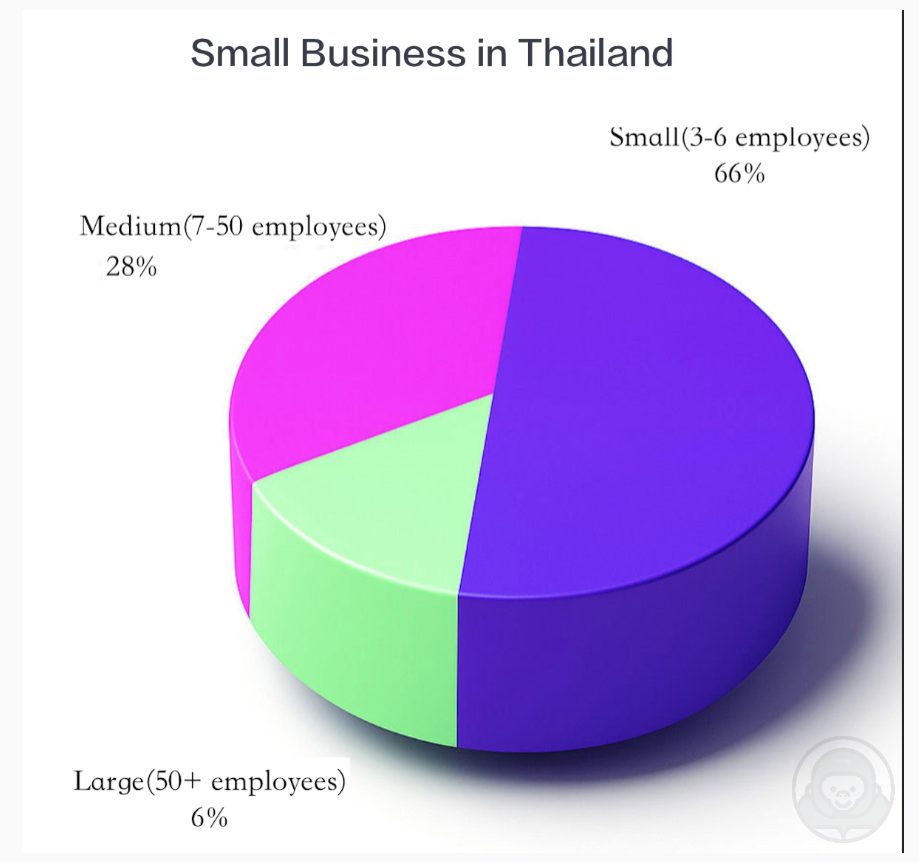 Small Business in Thailand
Small(3-6 employees)
66%
Medium(7-50 employees)
28%
Large(50+ employees)
6%